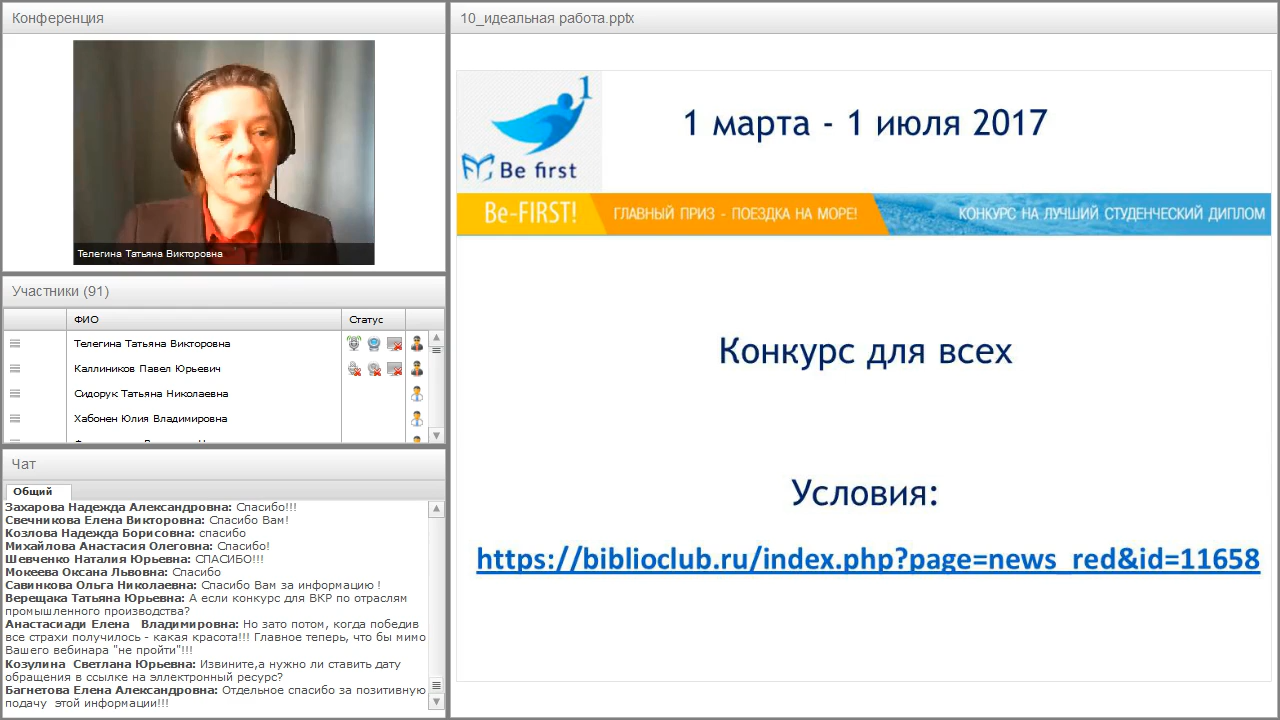 Конференция
Телегина Татьяна Викторовна
Участники (91)
ФИО
Статус
Телегина Татьяна Викторовна
Каллиников Павел Юрьевич
Сидорук Татьяна Николаевна
Хабонен Юлия Владимировна
Чат
Общий
Захарова Надежда Александровна: Спасибо!!!
Свечникова Елена Викторовна: Спасибо Вам!
Козлова Надежда Борисовна: спасибо
Михайлова Анастасия Олеговна: Спасибо!
Шевченко Наталия Юрьевна: СПАСИБО!!!
Мокеева Оксана Львовна: Спасибо
Савинкова Ольга Николаевна: Спасибо Вам за информацию !
Верещака Татьяна Юрьевна: А если конкурс для ВКР по отраслям
промышленного производства?
Анастасиади Елена Владимировна: Но зато потом, когда победив
все страхи получилось - какая красота!!! Главное теперь, что бы мимо
Вашего вебинара "не пройти"!!!
Козулина Светлана Юрьевна: Извините,а нужно ли ставить дату
обращения в ссылке на эллектронный ресурс?
Багнетова Елена Александровна: Отдельное спасибо за позитивную
подачу этой информации!!!
10_идеальная работа.pptx
1
Be first
1 марта - 1 июля 2017
Be-FIRST!
ГЛАВНЫЙ ПРИЗ - ПОЕЗДКА НА МОРЕ!
КОНКУРС НА ЛУЧШИЙ СТУДЕНЧЕСКИЙ ДИПЛОМ
Конкурс для всех
Условия:
https://biblioclub.ru/index.php?page=news_red&id=11658